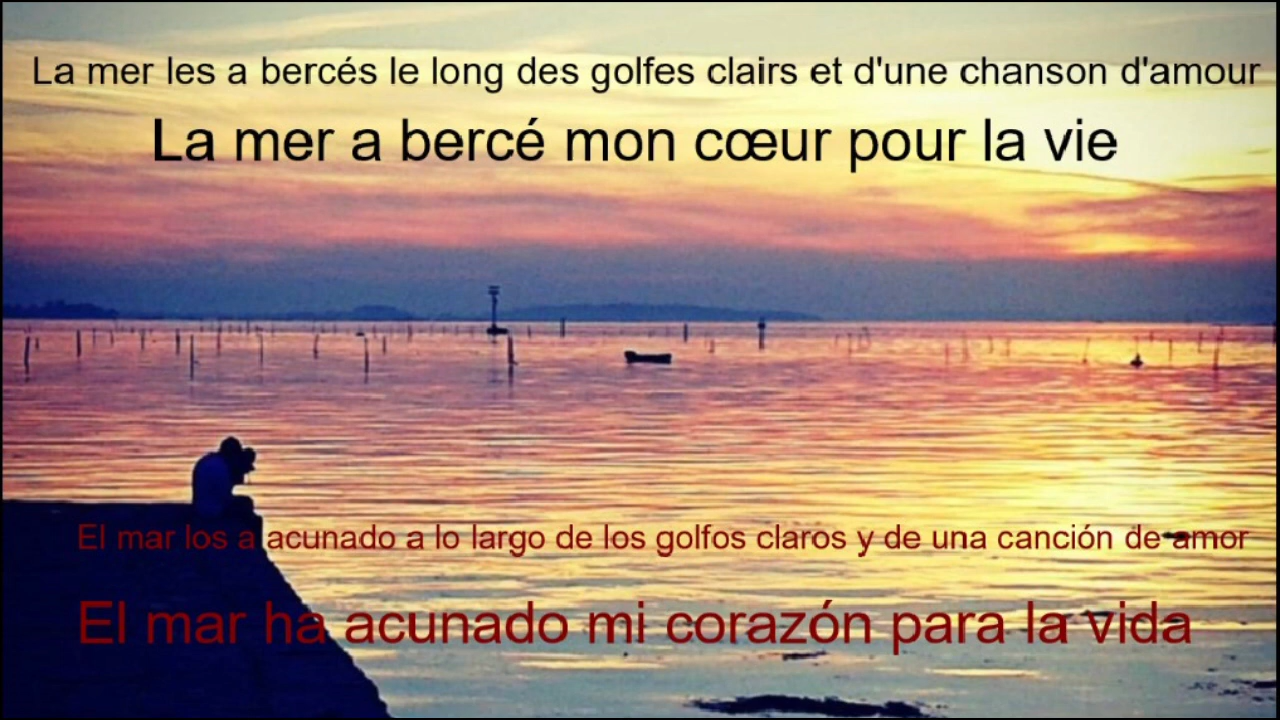 La mer les a bercés le long des golfes clairs et d'une chanson d'amour
La mer a bercé mon cœur pour la vie
El mar los a acunado a lo largo de los golfos claros y de una canción de amor
El mar ha acunado mi corazón para la vida